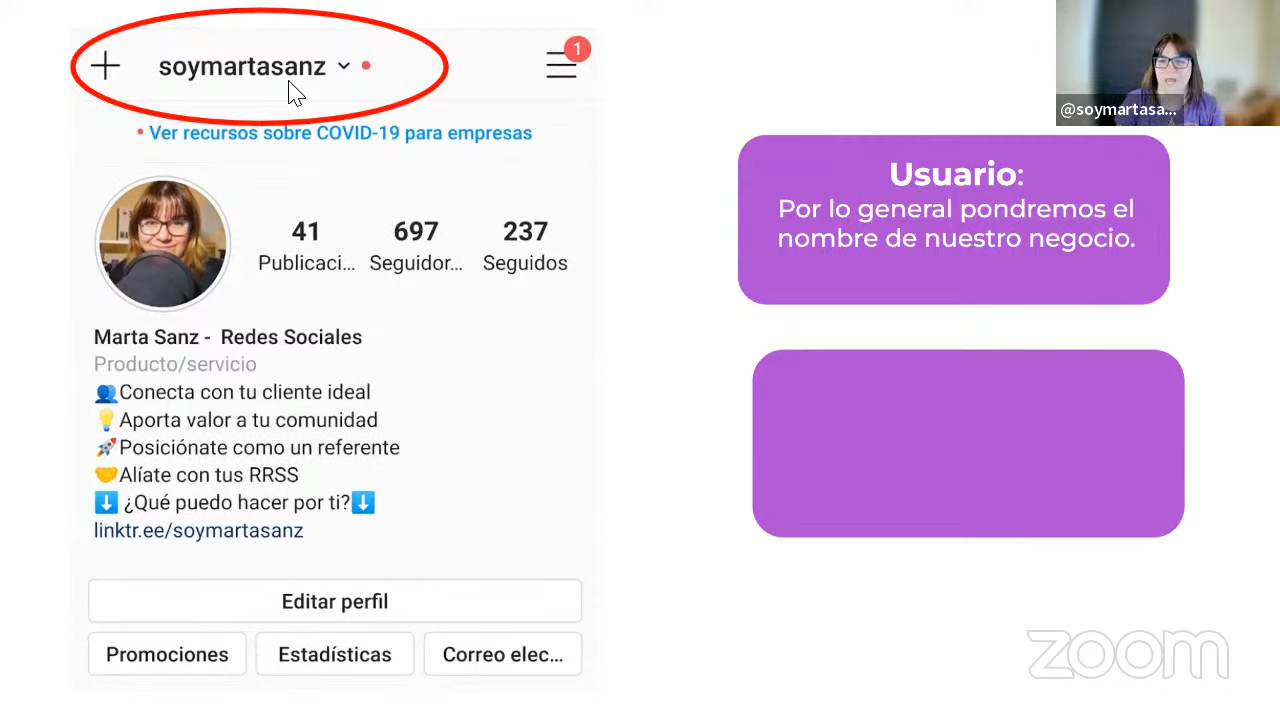 soymartasanz
1
• Ver recursos sobre COVID-19 para empresas
41
697
237
Publicaci...
Seguidor...
Seguidos
Marta Sanz - Redes Sociales
Producto/servicio
👥Conecta con tu cliente ideal
💡Aporta valor a tu comunidad
🚀Posiciónate como un referente
🤝Alíate con tus RRSS
⬇️ ¿Qué puedo hacer por ti?⬇️
linktr.ee/soymartasanz
Editar perfil
Promociones
Estadísticas
Correo elec...
@soymartasa...
Usuario:
Por lo general pondremos el
nombre de nuestro negocio.
zoom